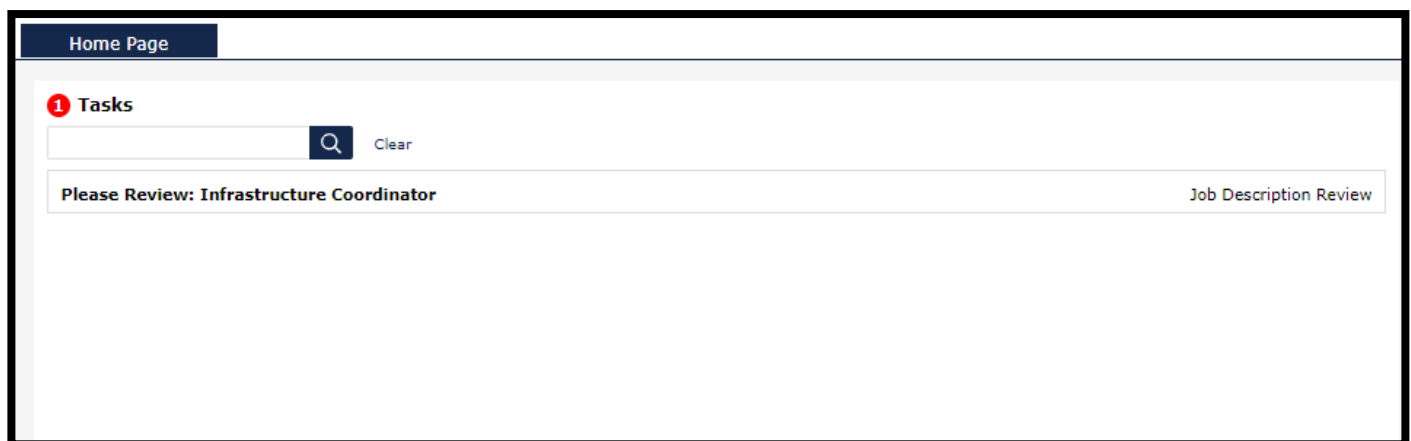 Home Page
1 Tasks
Clear
Please Review: Infrastructure Coordinator Job Description Review